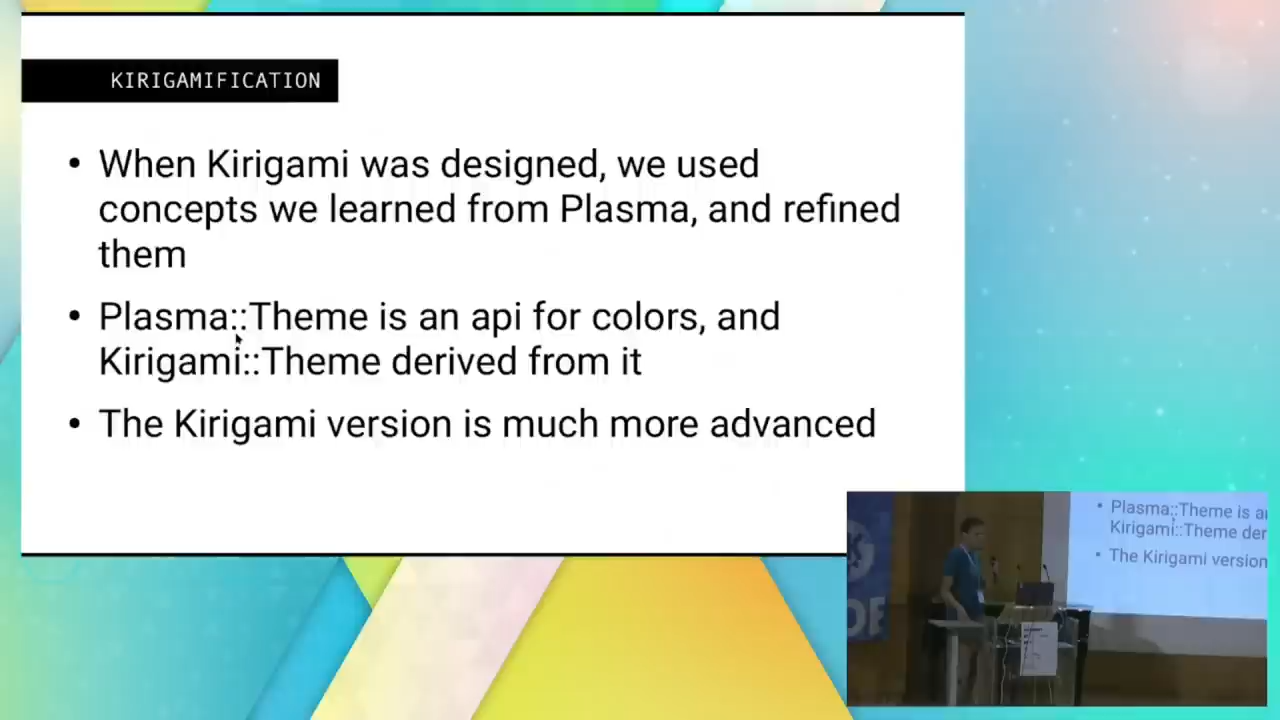 KIRIGAMIFICATION
• When Kirigami was designed, we used
concepts we learned from Plasma, and refined
them
• Plasma::Theme is an api for colors, and
Kirigami::Theme derived from it
• The Kirigami version is much more advanced
• Plasma::Theme is a
Kirigami::Theme der
• The Kirigami version